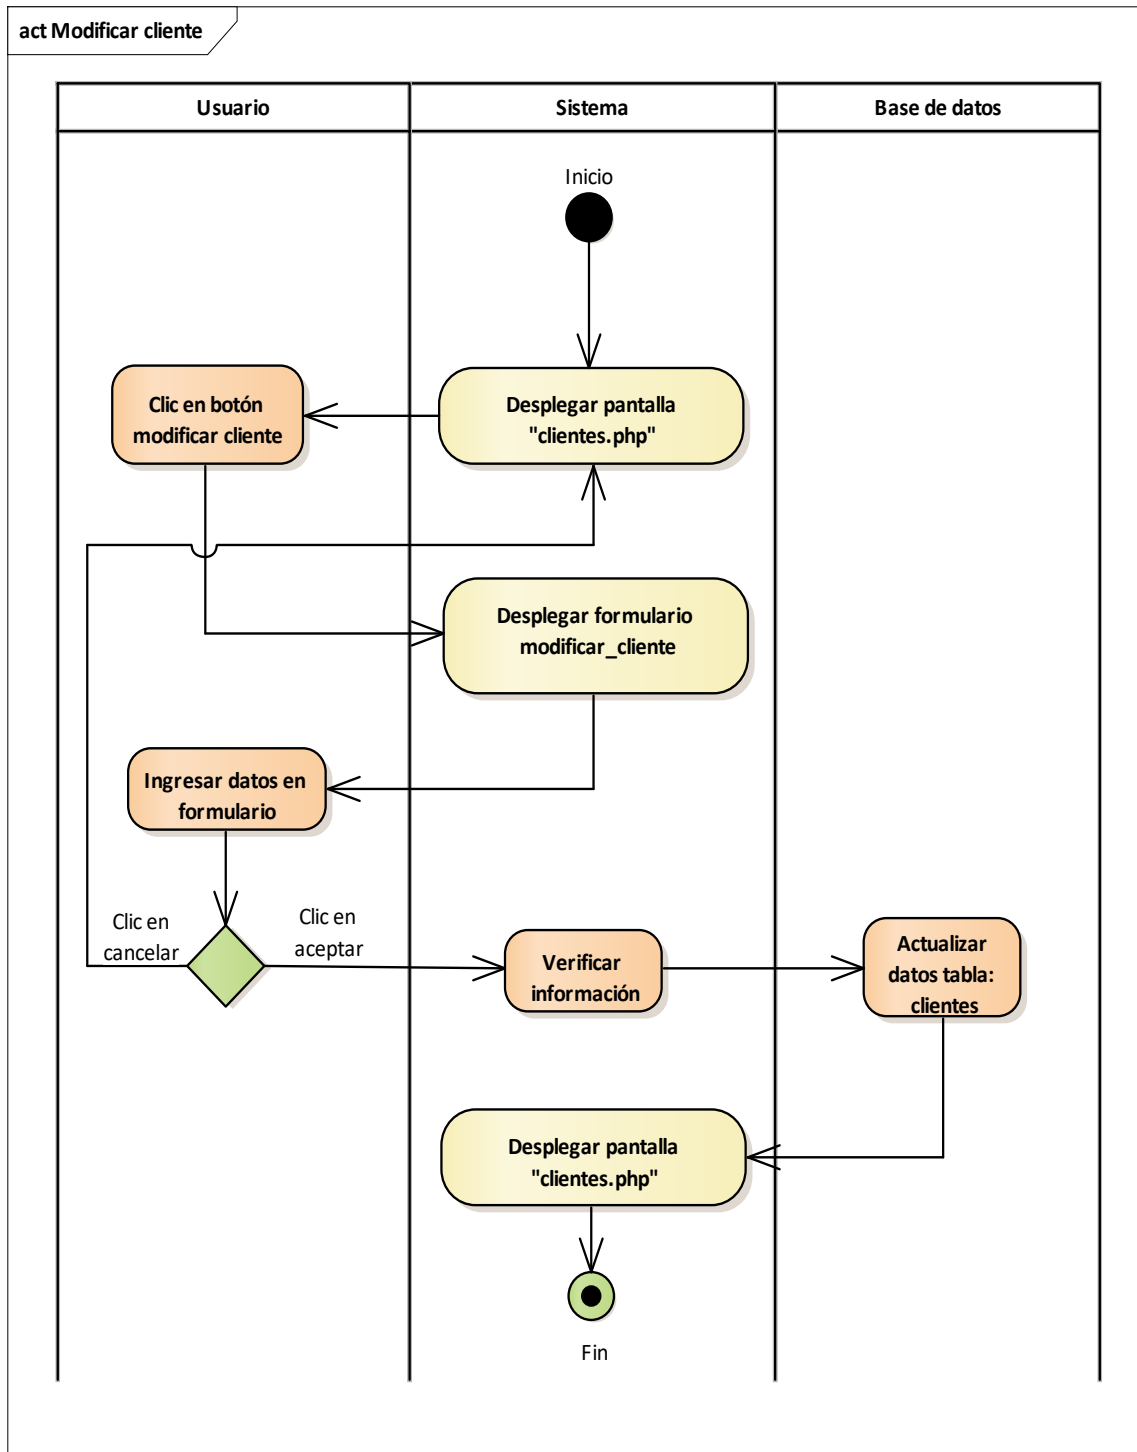 act Modificar cliente
Usuario
Sistema
Base de datos
Inicio
Clic en botón
modificar cliente
Desplegar pantalla
"clientes.php"
Desplegar formulario
modificar_cliente
Ingresar datos en
formulario
Clic en
cancelar
Clic en
aceptar
Verificar
información
Actualizar
datos tabla:
clientes
Desplegar pantalla
"clientes.php"
Fin